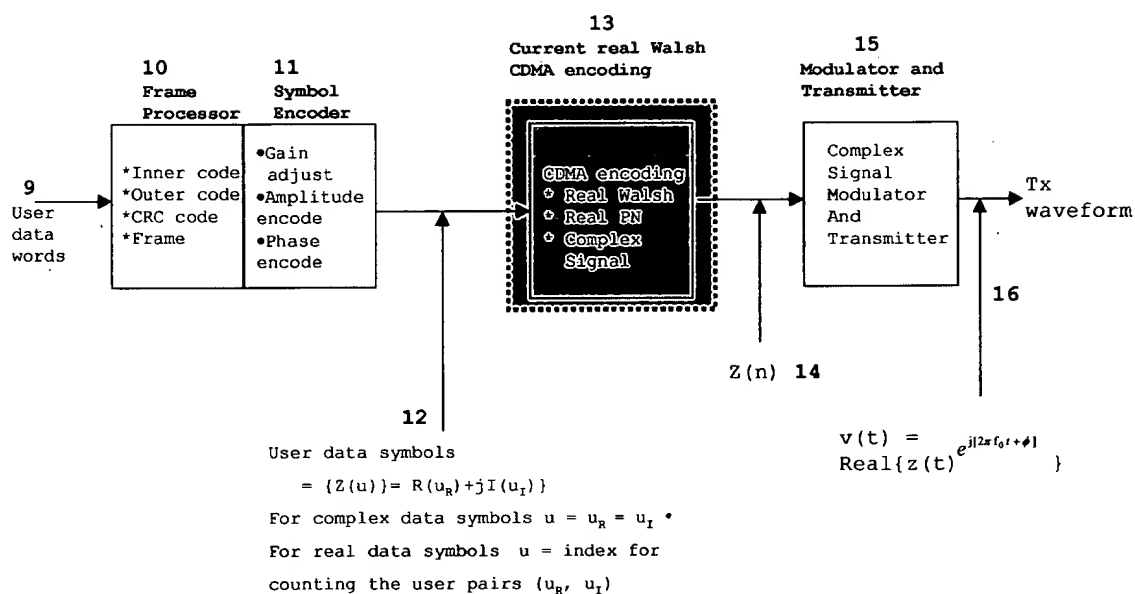 13
Current real Walsh
CDMA encoding
15
Modulator and
Transmitter
10
Frame
Processor
11
Symbol
Encoder
9
User
data
words
*Inner code
*Outer code
*CRC code
*Frame
•Gain
adjust
•Amplitude
encode
•Phase
encode
CDMA encoding
* Real Walsh
* Real PN
* Complex
Signal
Complex
Signal
Modulator
And
Transmitter
Tx
waveform
16
Z(n) 14
12
User data symbols
= {Z(u)}= R(u_R)+jI(u_I)}
For complex data symbols u = u_R = u_I •
For real data symbols u = index for
counting the user pairs (u_R, u_I)
v(t) =
Real{z(t) e^{j[2πf_0t+ϕ]} }